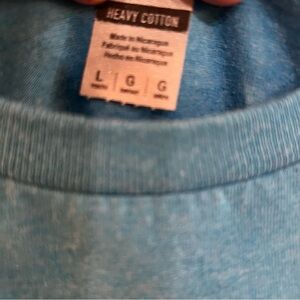 HEAVY COTTON
Made in Nicaragua
Fabriqué au Nicaragua
Hecho en Nicaragua
L G G